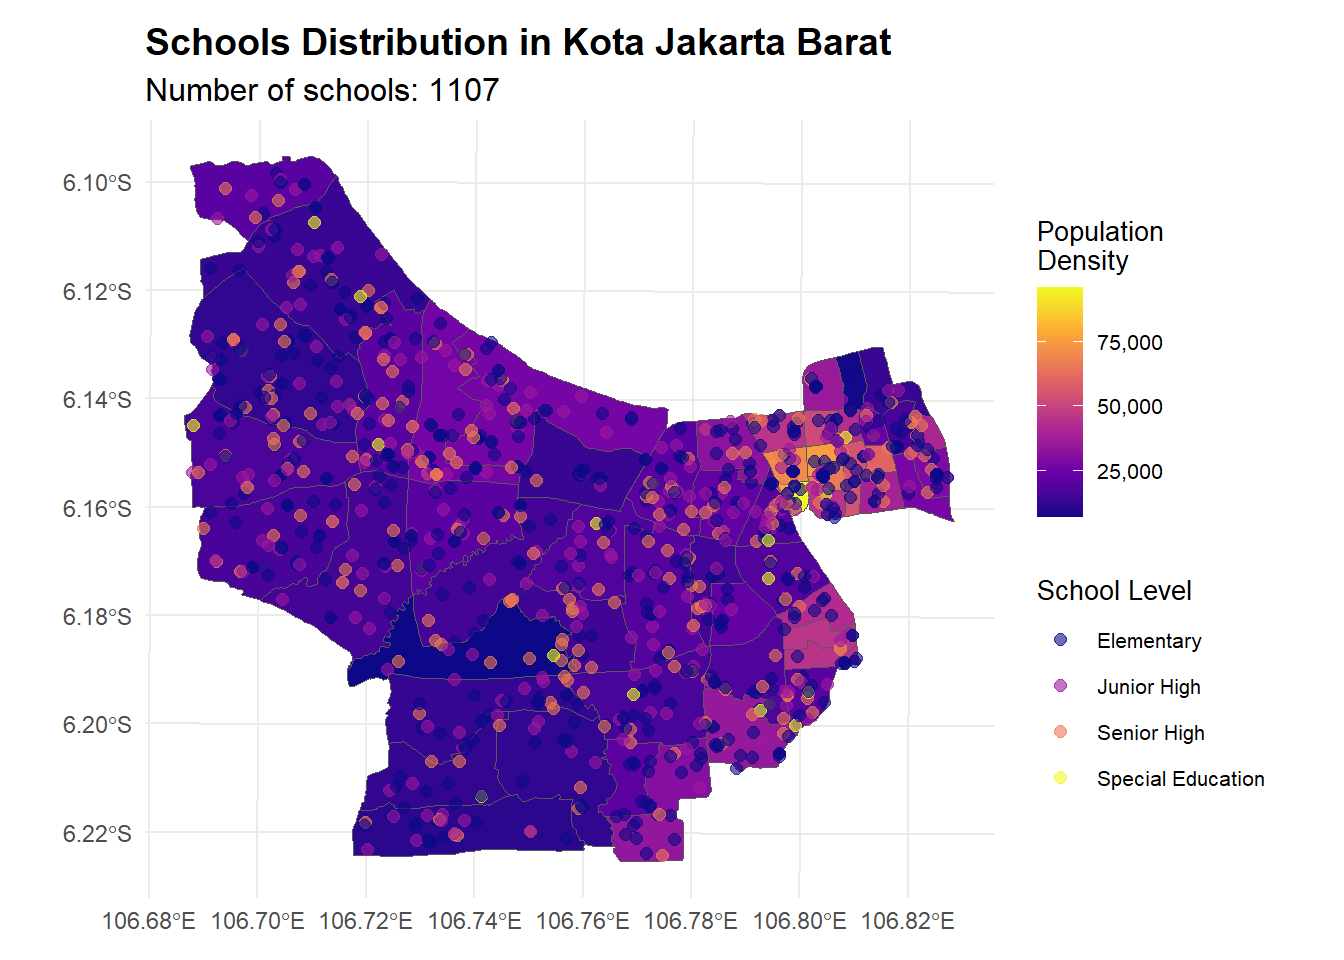 Schools Distribution in Kota Jakarta Barat
Number of schools: 1107
6.10°S
6.12°S
6.14°S
6.16°S
6.18°S
6.20°S
6.22°S
106.68°E
106.70°E
106.72°E
106.74°E
106.76°E
106.78°E
106.80°E
106.82°E
Population
Density
75,000
50,000
25,000
School Level
Elementary
Junior High
Senior High
Special Education